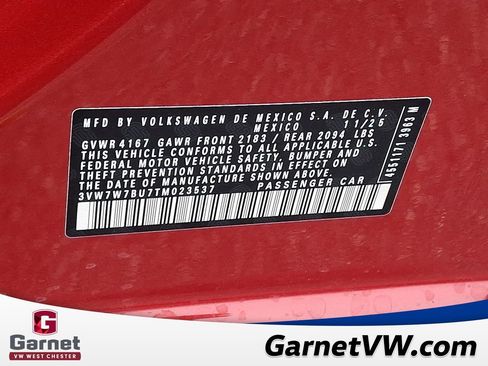 MFD BY VOLKSWAGEN DE MEXICO S.A. DE C.V.
MEXICO 11/25
GVWR 4167 GAWR FRONT 2183 / REAR 2094 LBS
THIS VEHICLE CONFORMS TO ALL APPLICABLE U.S.
FEDERAL MOTOR VEHICLE SAFETY, BUMPER AND
THEFT PREVENTION STANDARDS IN EFFECT ON
THE DATE OF MANUFACTURE SHOWN ABOVE.
3VW7W7BU7TM023537 PASSENGER CAR
4551171 3963 M
G
Garnet
VW WEST CHESTER
GarnetVW.com